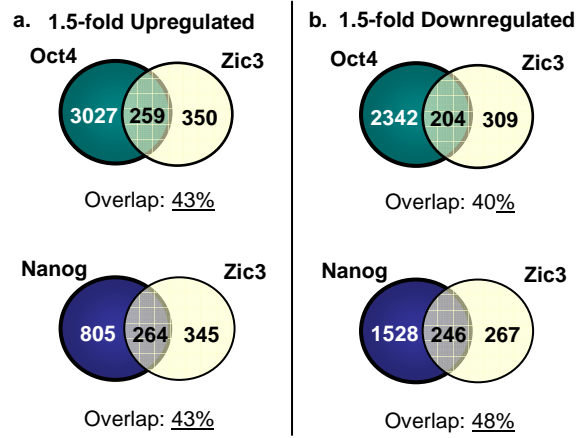 a. 1.5-fold Upregulated
Oct4
Zic3
3027 259 350
Overlap: 43%
Nanog
Zic3
805 264 345
Overlap: 43%
b. 1.5-fold Downregulated
Oct4
Zic3
2342 204 309
Overlap: 40%
Nanog
Zic3
1528 246 267
Overlap: 48%